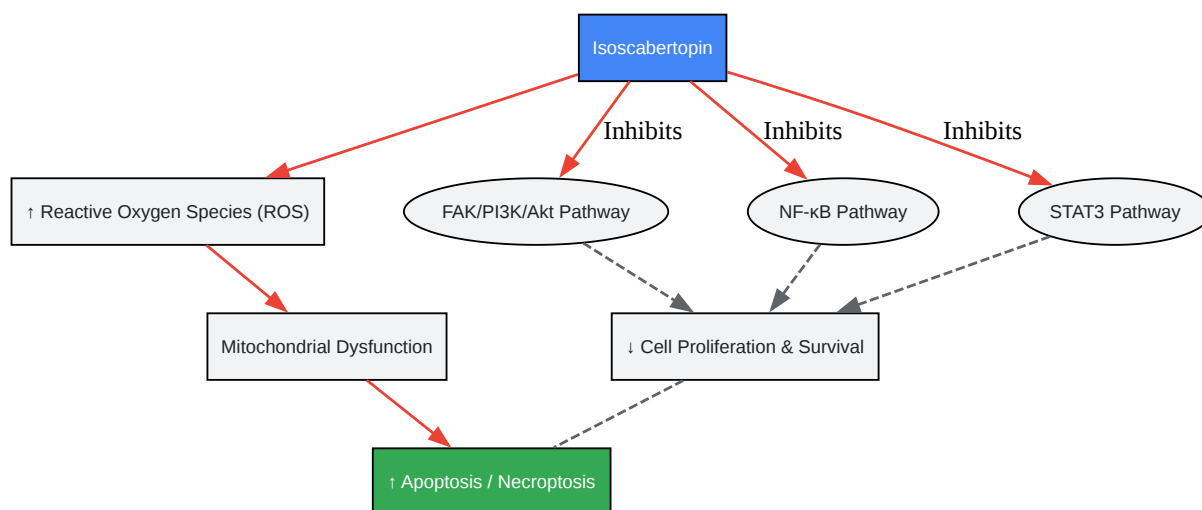 Isoscabertopin
Inhibits
Inhibits
Inhibits
↑ Reactive Oxygen Species (ROS)
FAK/PI3K/Akt Pathway
NF-κB Pathway
STAT3 Pathway
Mitochondrial Dysfunction
↓ Cell Proliferation & Survival
↑ Apoptosis / Necroptosis